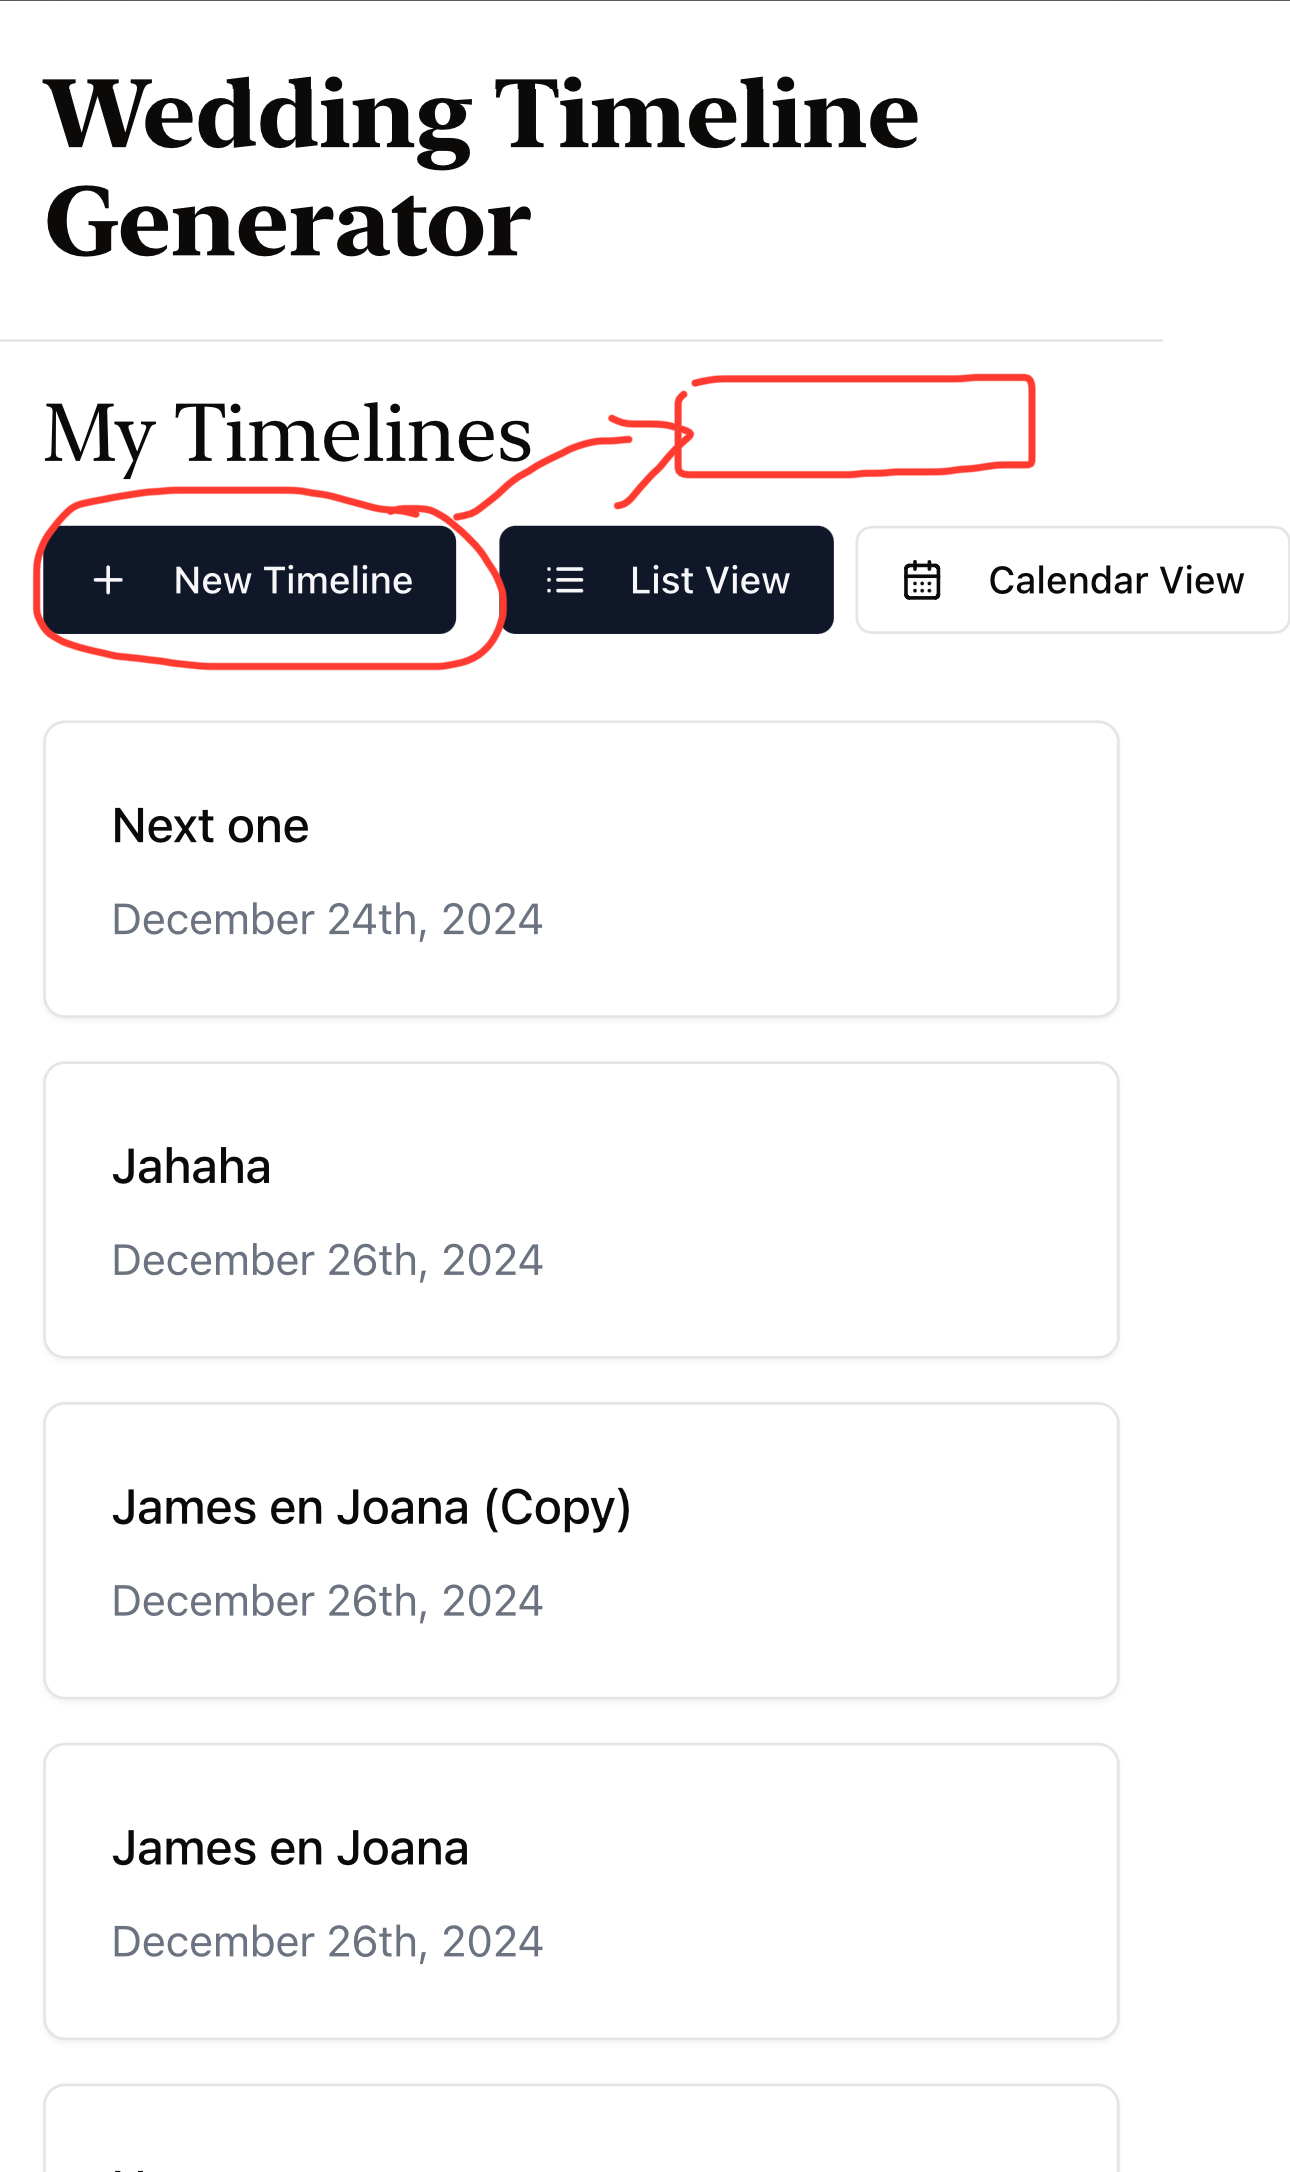 Wedding Timeline
Generator
My Timelines
New Timeline
List View
Calendar View
Next one
December 24th, 2024
Jahaha
December 26th, 2024
James en Joana (Copy)
December 26th, 2024
James en Joana
December 26th, 2024